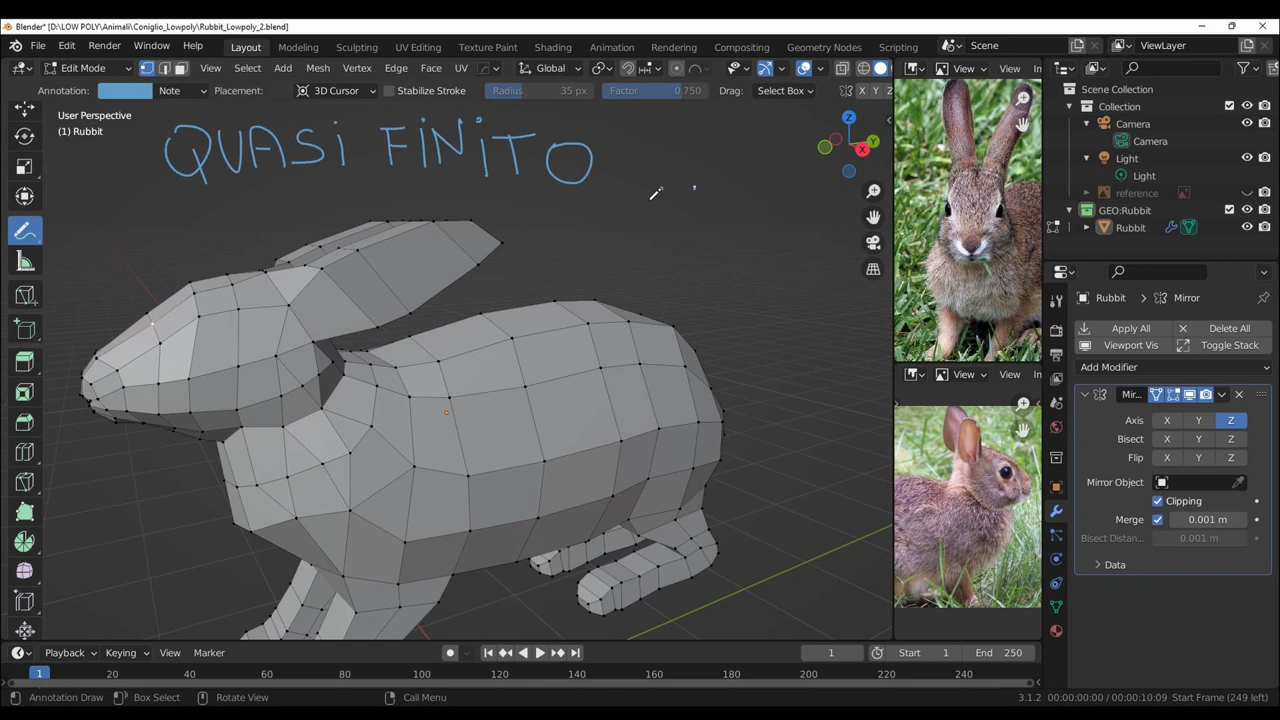 Blender* [D:\LOW POLY\Animali\Coniglio_Lowpoly\Rubbit_Lowpoly_2.blend]
File Edit Render Window Help Layout Modeling Sculpting UV Editing Texture Paint Shading Animation Rendering Compositing Geometry Nodes Scripting Scene ViewLayer
Edit Mode View Select Add Mesh Vertex Edge Face UV Global View View In
Annotation: Note Placement: 3D Cursor Stabilize Stroke Radius 35 px Factor 0.750 Drag: Select Box X Y Z
Scene Collection
Collection
User Perspective
(1) Rubbit
QUASI FINITO
Z
Y
X
Camera
Camera
Light
Light
reference
GEO:Rubbit
Rubbit
Rubbit Mirror
Apply All Delete All
Viewport Vis Toggle Stack
Add Modifier
View View In
Mir...
Axis X Y Z
Bisect X Y Z
Flip X Y Z
Mirror Object
Clipping
Merge 0.001 m
Bisect Distan... 0.001 m
Data
Playback Keying View Marker 1 Start 1 End 250
1 20 40 60 80 100 120 140 160 180 200 220 240
Annotation Draw Box Select Rotate View Call Menu 3.1.2 00:00:00:00 / 00:00:10:09 Start Frame (249 left)